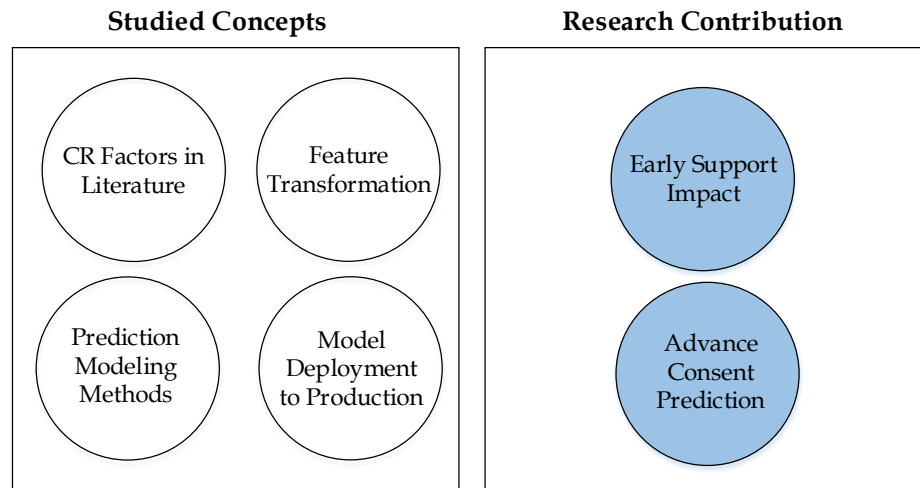 Studied Concepts
CR Factors in
Literature
Feature
Transformation
Prediction
Modeling
Methods
Model
Deployment
to Production
Research Contribution
Early Support
Impact
Advance
Consent
Prediction